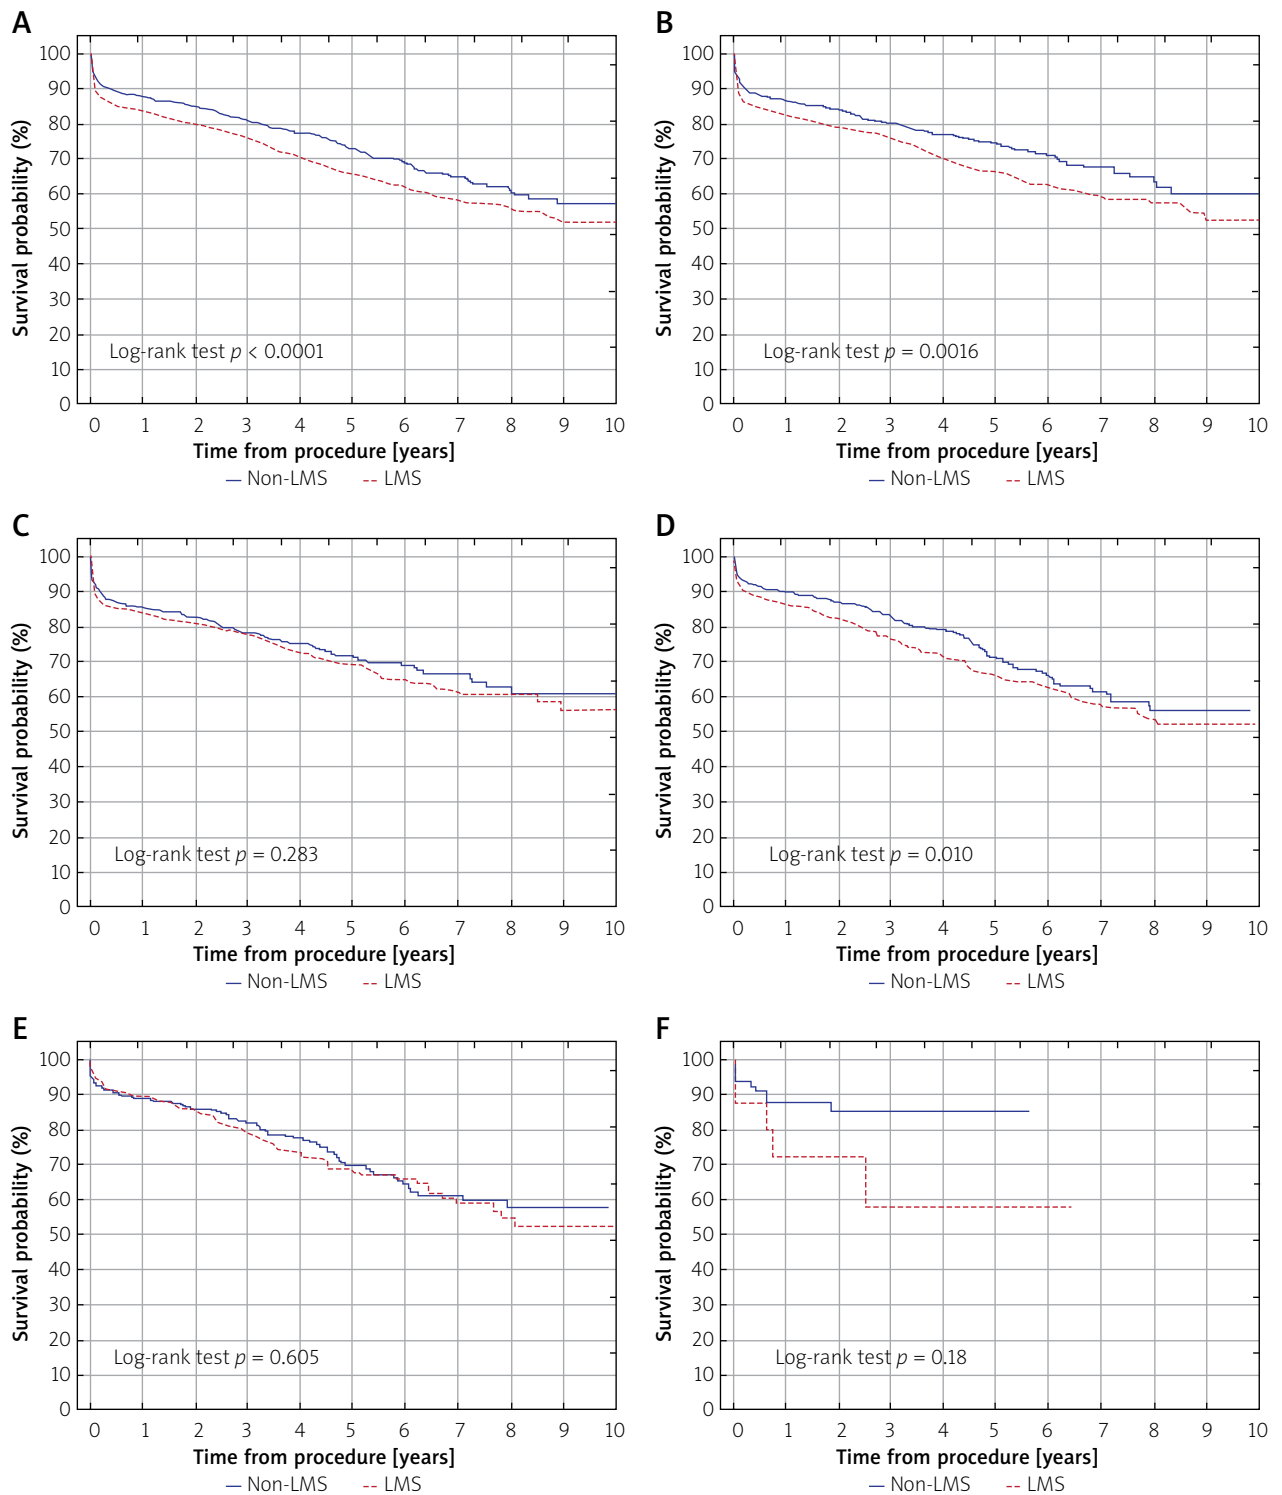 A
Survival probability (%)
100
90
80
70
60
50
40
30
20
10
0
Log-rank test p < 0.0001
0 1 2 3 4 5 6 7 8 9 10
Time from procedure [years]
Non-LMS LMS
B
Survival probability (%)
100
90
80
70
60
50
40
30
20
10
0
Log-rank test p = 0.0016
0 1 2 3 4 5 6 7 8 9 10
Time from procedure [years]
Non-LMS LMS
C
Survival probability (%)
100
90
80
70
60
50
40
30
20
10
0
Log-rank test p = 0.283
0 1 2 3 4 5 6 7 8 9 10
Time from procedure [years]
Non-LMS LMS
D
Survival probability (%)
100
90
80
70
60
50
40
30
20
10
0
Log-rank test p = 0.010
0 1 2 3 4 5 6 7 8 9 10
Time from procedure [years]
Non-LMS LMS
E
Survival probability (%)
100
90
80
70
60
50
40
30
20
10
0
Log-rank test p = 0.605
0 1 2 3 4 5 6 7 8 9 10
Time from procedure [years]
Non-LMS LMS
F
Survival probability (%)
100
90
80
70
60
50
40
30
20
10
0
Log-rank test p = 0.18
0 1 2 3 4 5 6 7 8 9 10
Time from procedure [years]
Non-LMS LMS